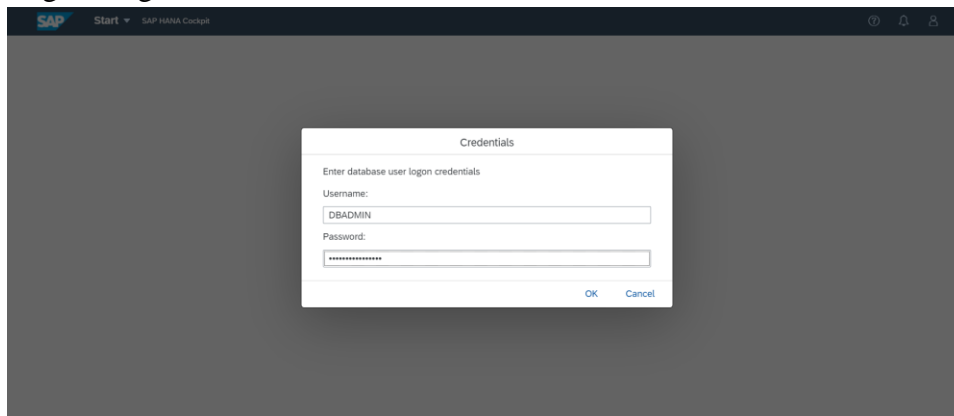 SAP Start SAP HANA Cockpit
Credentials
Enter database user logon credentials
Username:
DBADMIN
Password:
••••••••••••••••
OK Cancel